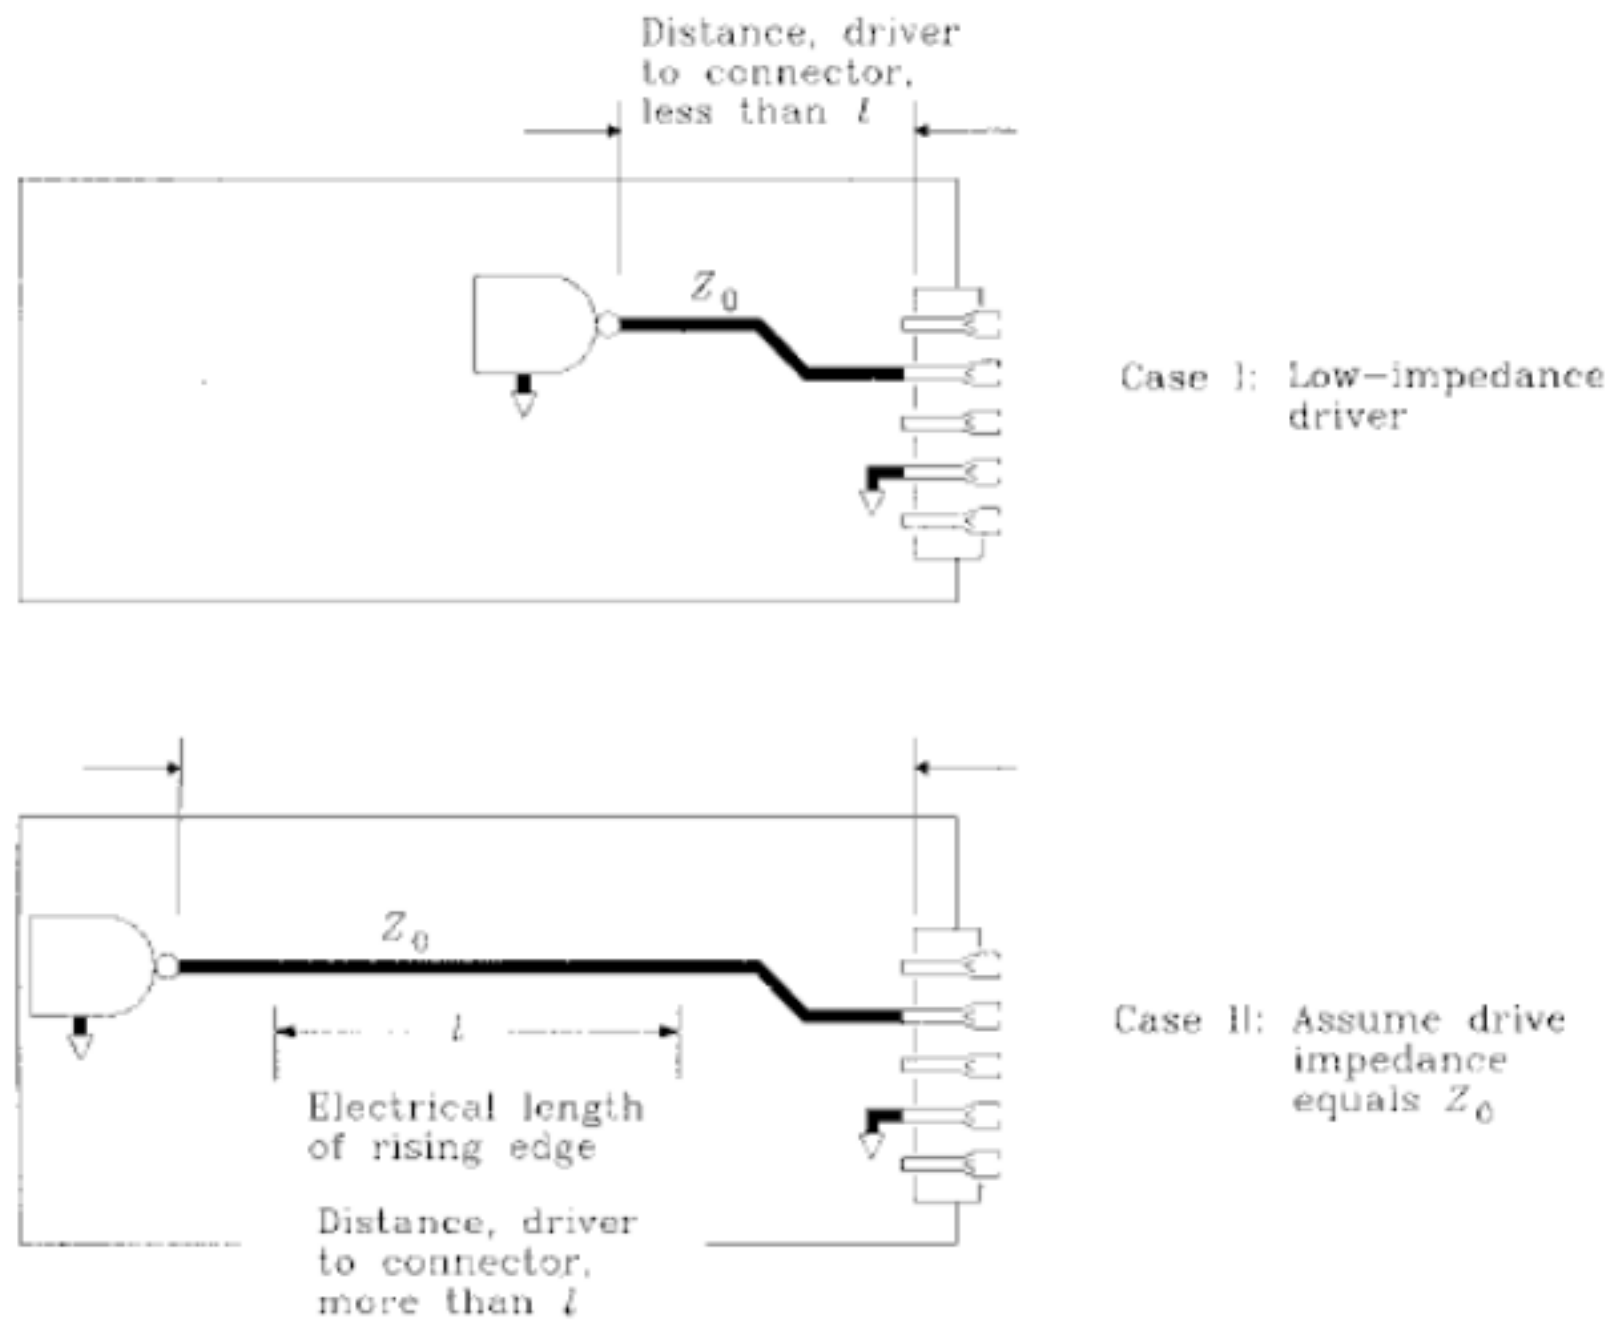 Distance, driver
to connector,
less than l
Z0
Case I: Low-impedance
driver
Z0
l
Electrical length
of rising edge
Case II: Assume drive
impedance
equals Z0
Distance, driver
to connector,
more than l